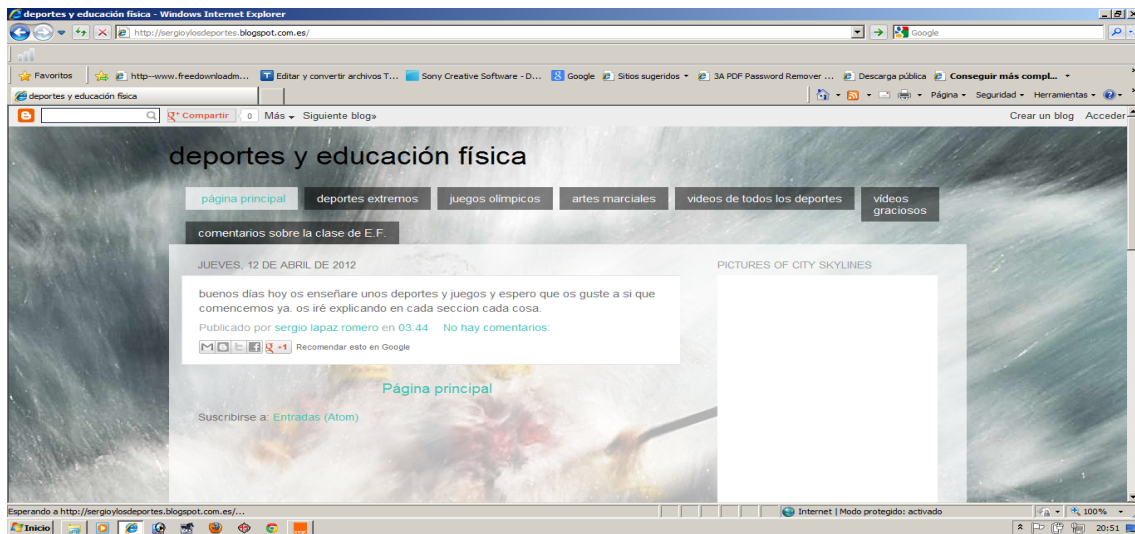 deportes y educación física - Windows Internet Explorer
http://sergioylosdeportes.blogspot.com.es/
Google
Favoritos
http--www.freedownloadm...
Editar y convertir archivos T...
Sony Creative Software - D...
Google
Sitios sugeridos
3A PDF Password Remover ...
Descarga pública
Conseguir más compl...
deportes y educación física
Página
Seguridad
Herramientas
Compartir
0
Más
Siguiente blog»
Crear un blog
Acceder
deportes y educación física
página principal
deportes extremos
juegos olímpicos
artes marciales
videos de todos los deportes
vídeos
graciosos
comentarios sobre la clase de E.F.
JUEVES, 12 DE ABRIL DE 2012
PICTURES OF CITY SKYLINES
buenos días hoy os enseñare unos deportes y juegos y espero que os guste a si que
comencemos ya. os iré explicando en cada seccion cada cosa.
Publicado por sergio lapaz romero en 03:44 No hay comentarios:
+1 Recomendar esto en Google
Página principal
Suscribirse a: Entradas (Atom)
Esperando a http://sergioylosdeportes.blogspot.com.es/...
Internet | Modo protegido: activado
100%
Inicio
20:51